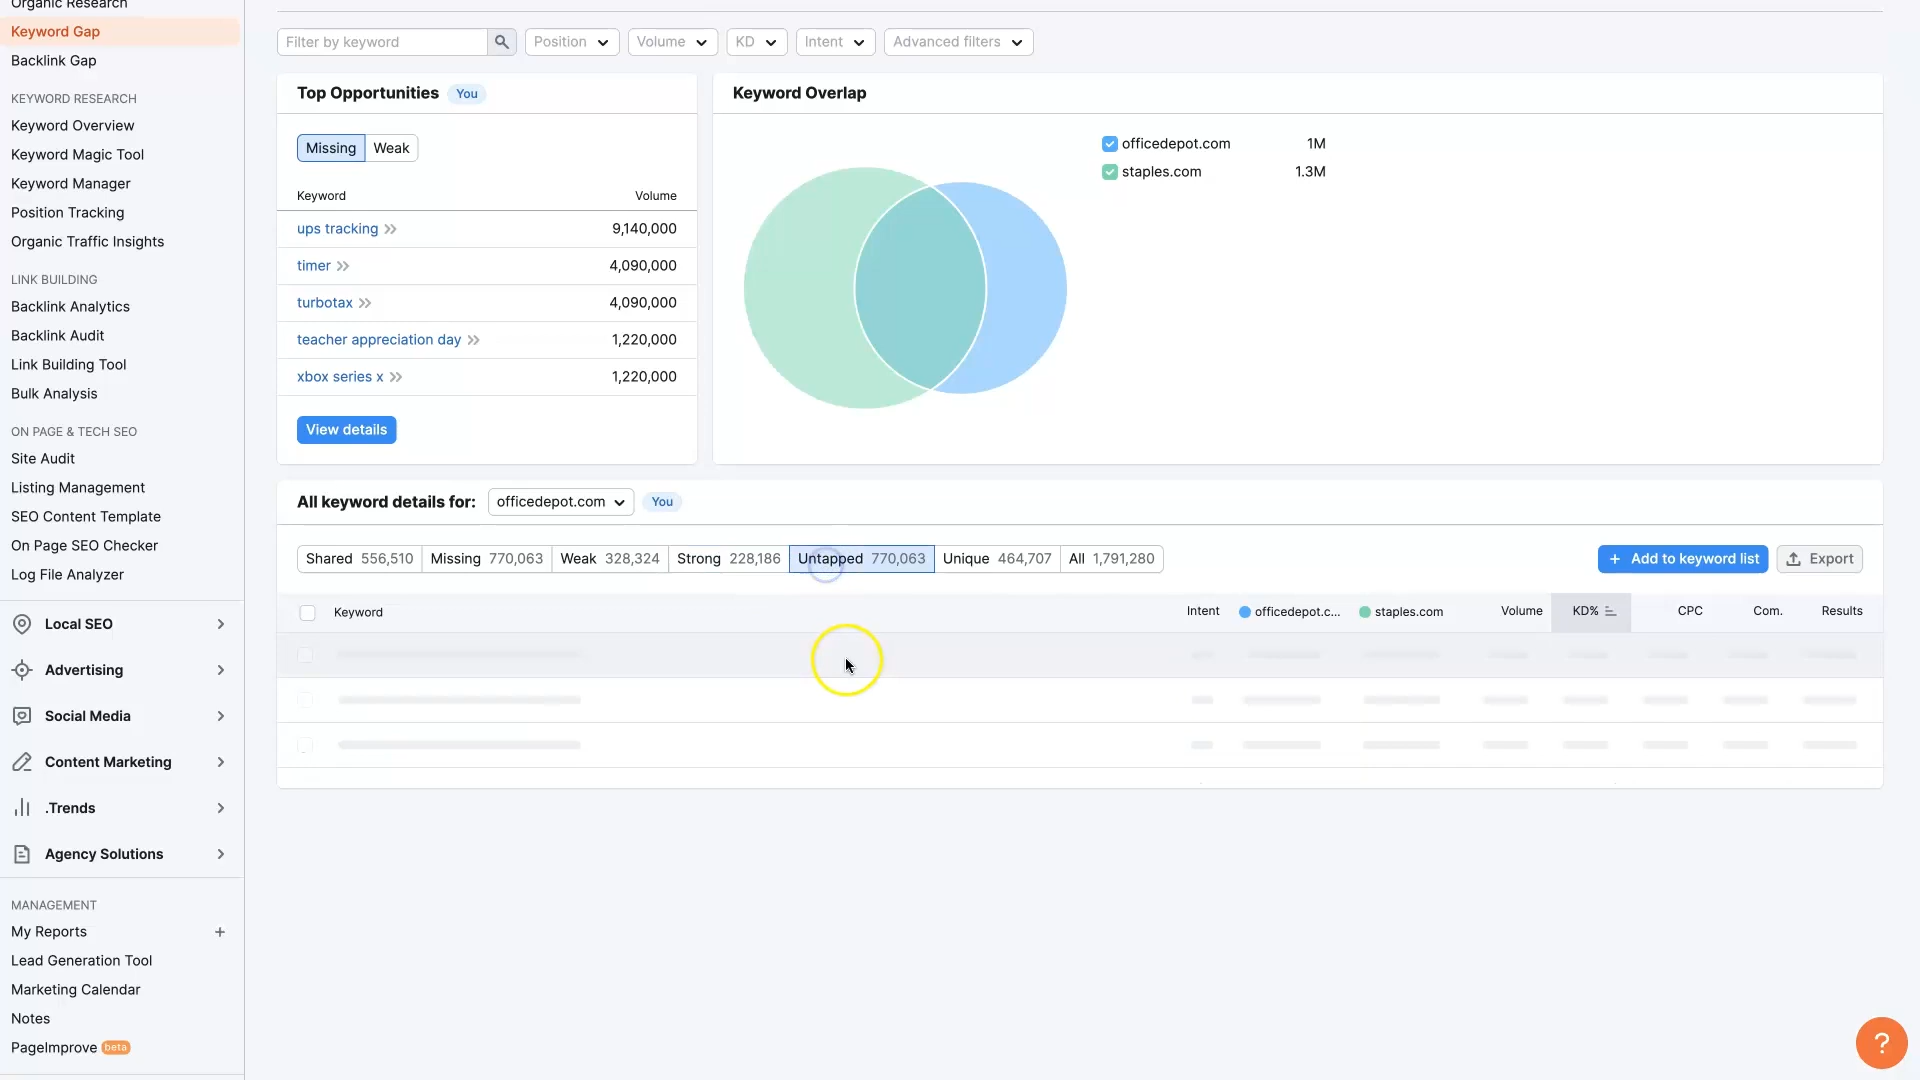 Organic Research
Keyword Gap
Backlink Gap
KEYWORD RESEARCH
Keyword Overview
Keyword Magic Tool
Keyword Manager
Position Tracking
Organic Traffic Insights
LINK BUILDING
Backlink Analytics
Backlink Audit
Link Building Tool
Bulk Analysis
ON PAGE & TECH SEO
Site Audit
Listing Management
SEO Content Template
On Page SEO Checker
Log File Analyzer
Local SEO
Advertising
Social Media
Content Marketing
.Trends
Agency Solutions
MANAGEMENT
My Reports +
Lead Generation Tool
Marketing Calendar
Notes
PageImprove beta
Filter by keyword Position Volume KD Intent Advanced filters
Top Opportunities You
Missing Weak
Keyword Volume
ups tracking 9,140,000
timer 4,090,000
turbotax 4,090,000
teacher appreciation day 1,220,000
xbox series x 1,220,000
View details
Keyword Overlap
officedepot.com 1M
staples.com 1.3M
All keyword details for: officedepot.com You
Shared 556,510 Missing 770,063 Weak 328,324 Strong 228,186 Untapped 770,063 Unique 464,707 All 1,791,280 + Add to keyword list Export
Keyword Intent officedepot.c... staples.com Volume KD% CPC Com. Results
?